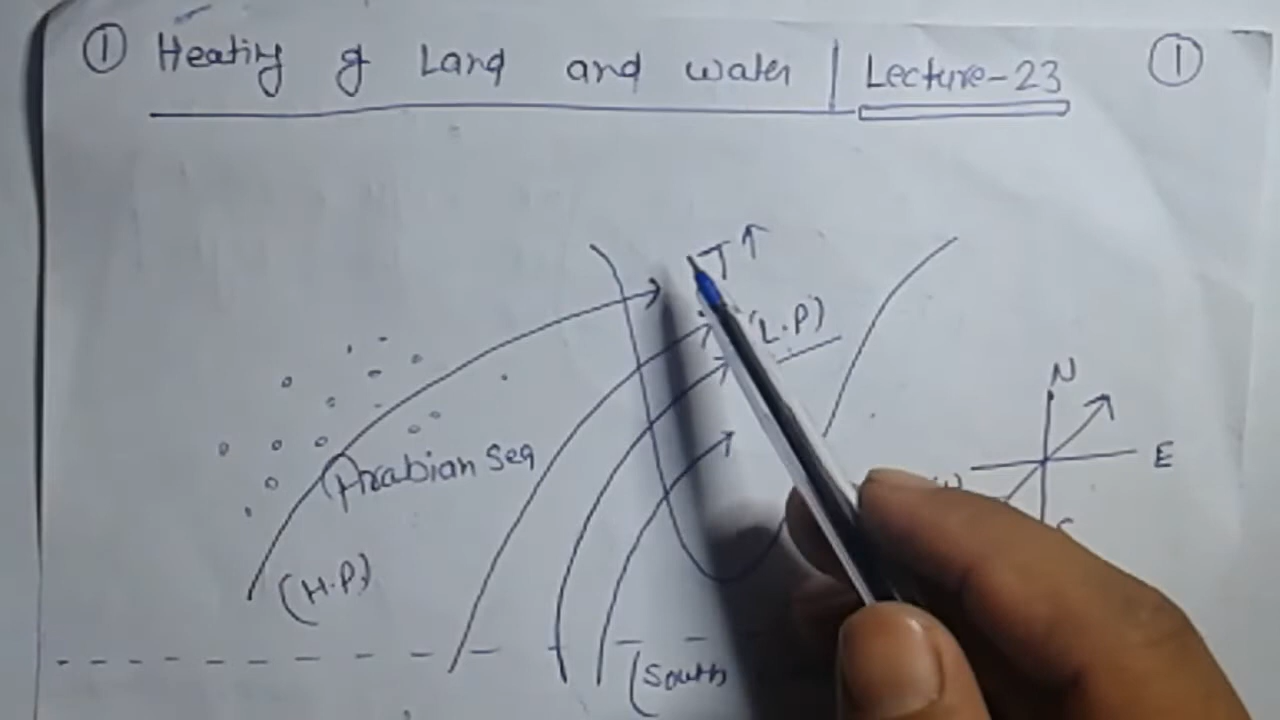 ① Heating of Land and water | Lecture-23 ①
T↑
(L.P)
N
Arabian Sea
E
(H.P)
(South